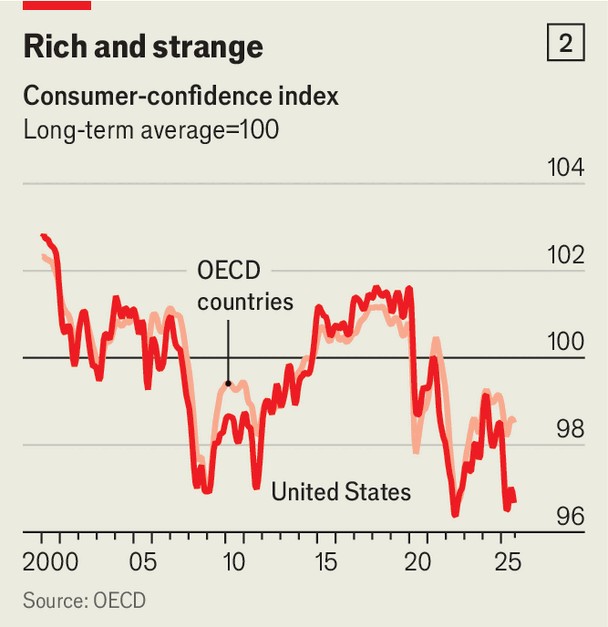 Rich and strange
2
Consumer-confidence index
Long-term average=100
104
102
OECD
countries
100
98
United States
96
2000 05 10 15 20 25
Source: OECD